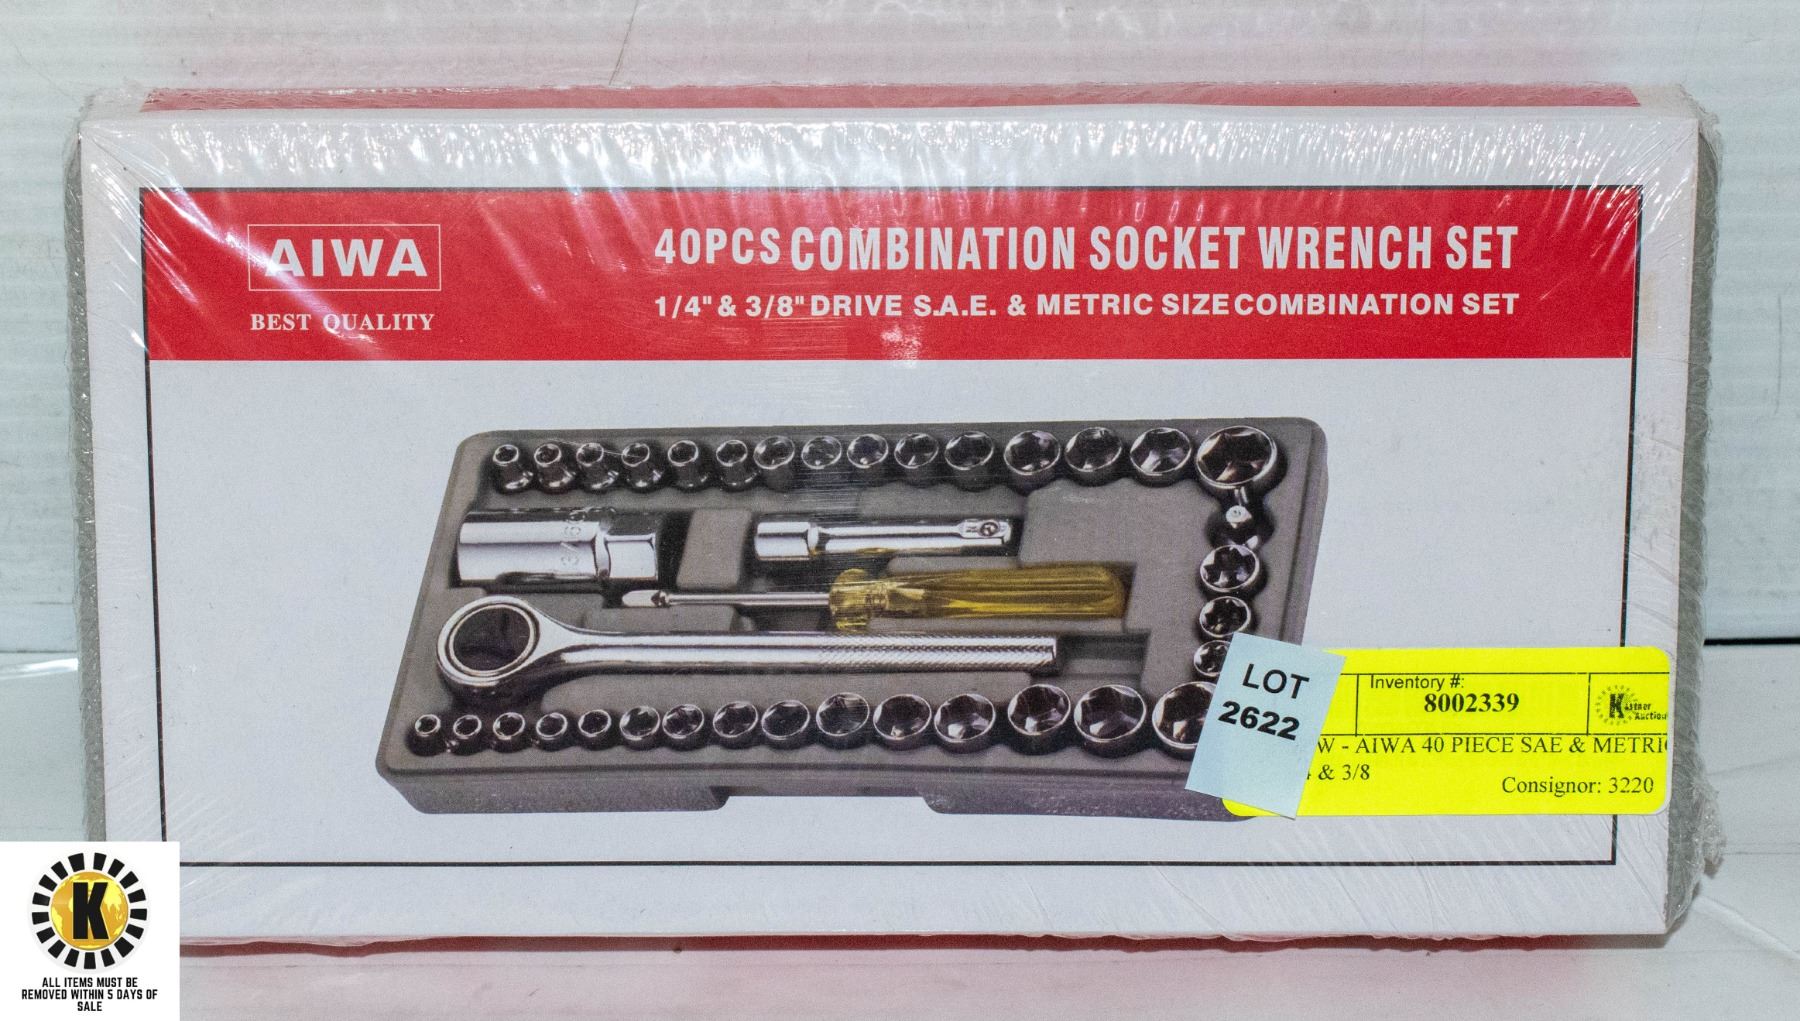 AIWA
BEST QUALITY
40PCS COMBINATION SOCKET WRENCH SET
1/4" & 3/8" DRIVE S.A.E. & METRIC SIZE COMBINATION SET
LOT
2622
Inventory #:
8002339
Kastner
Auction
W - AIWA 40 PIECE SAE & METRIC
& 3/8
Consignor: 3220
K
ALL ITEMS MUST BE
REMOVED WITHIN 5 DAYS OF
SALE